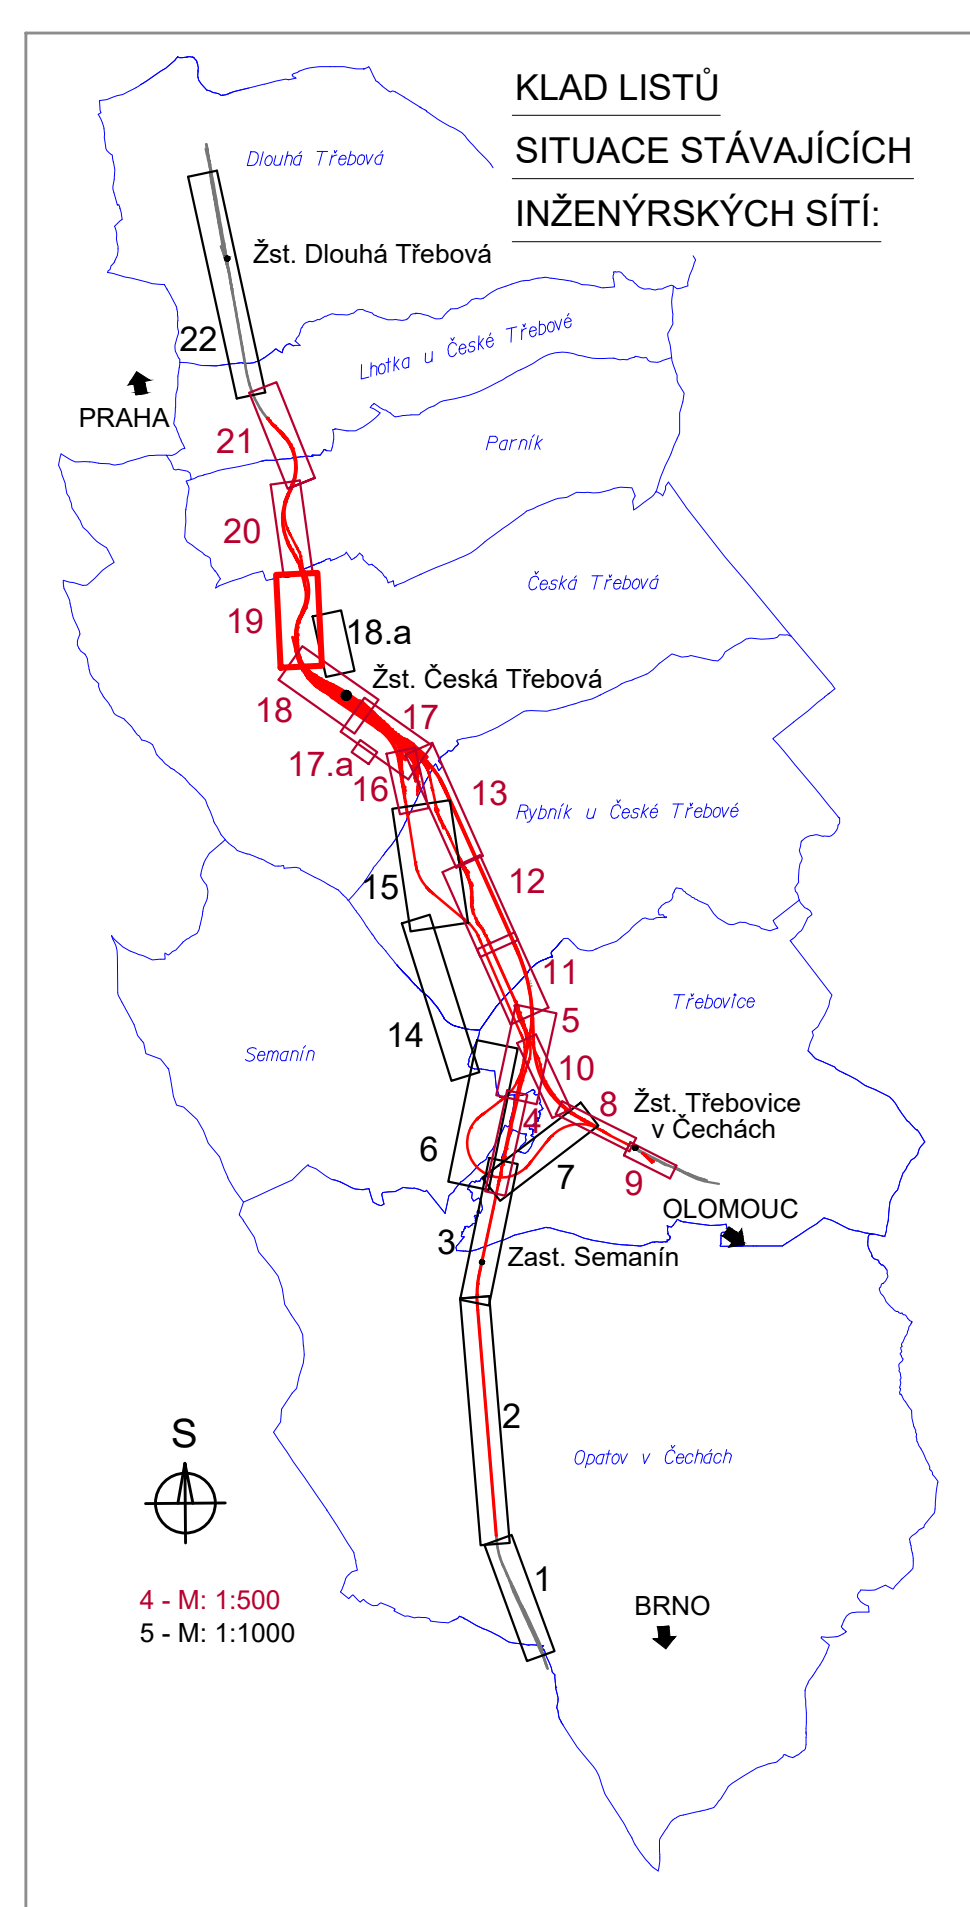 KLAD LISTŮ
SITUACE STÁVAJÍCÍCH
INŽENÝRSKÝCH SÍTÍ:
Dlouhá Třebová
Žst. Dlouhá Třebová
22
Lhotka u České Třebové
PRAHA
21
Parník
20
Česká Třebová
19
18.a
Žst. Česká Třebová
18
17
17.a
16
13
Rybník u České Třebové
12
15
11
Třebovice
5
14
Semanín
10
8
Žst. Třebovice
v Čechách
4
6
7
9
OLOMOUC
3
Zast. Semanín
2
S
Opatov v Čechách
1
4 - M: 1:500
5 - M: 1:1000
BRNO